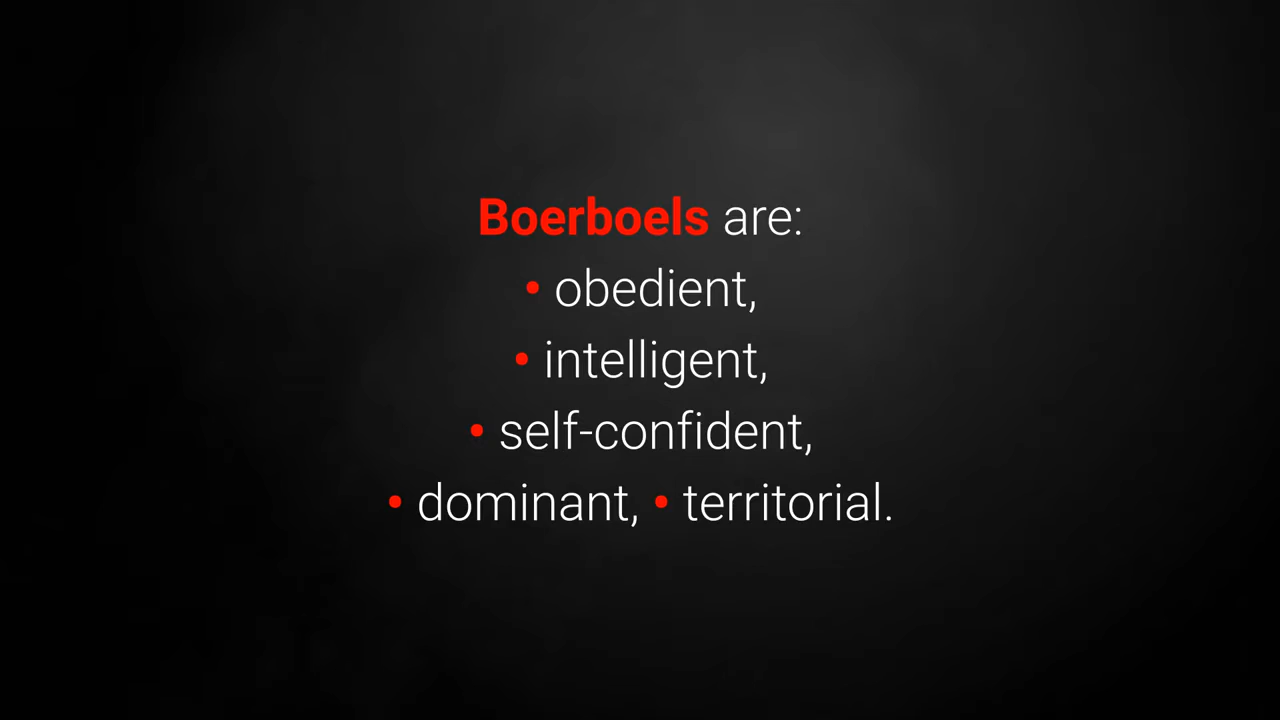 Boerboels are:
• obedient,
• intelligent,
• self-confident,
• dominant, • territorial.